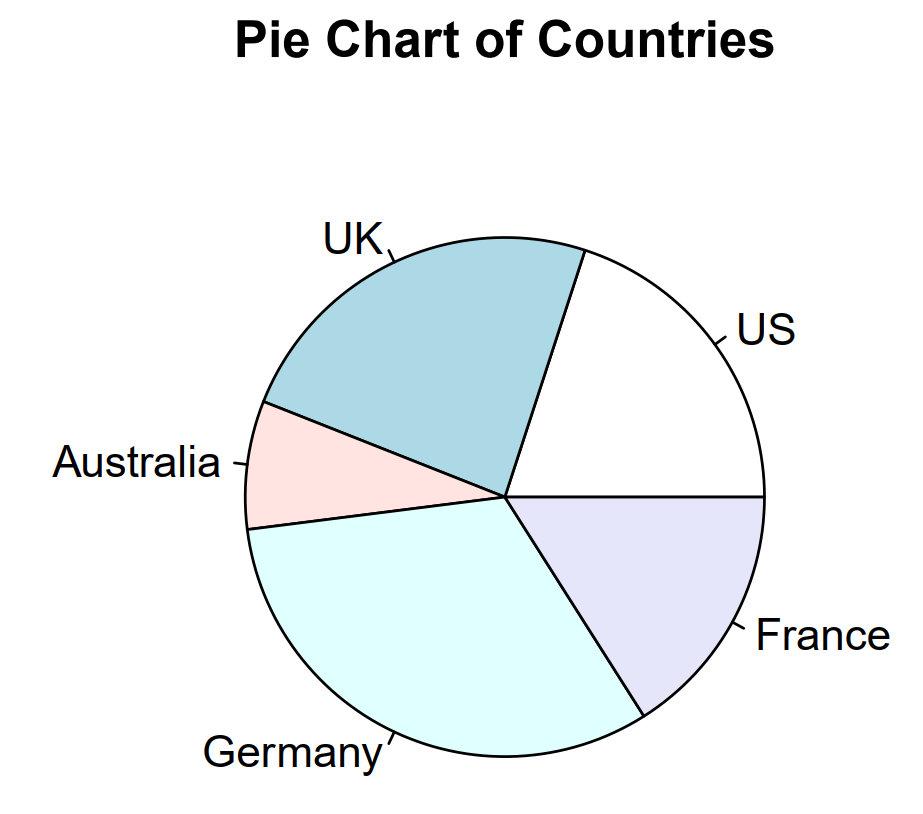 Pie Chart of Countries
UK
US
Australia
France
Germany